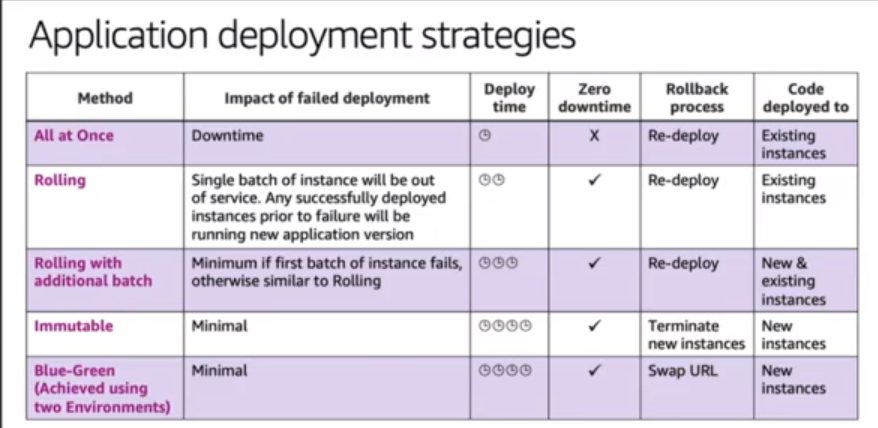 Application deployment strategies
Method Impact of failed deployment Deploy time Zero downtime Rollback process Code deployed to
All at Once Downtime X Re-deploy Existing instances
Rolling Single batch of instance will be out
of service. Any successfully deployed
instances prior to failure will be
running new application version ✓ Re-deploy Existing instances
Rolling with additional batch Minimum if first batch of instance fails,
otherwise similar to Rolling ✓ Re-deploy New & existing instances
Immutable Minimal ✓ Terminate new instances New instances
Blue-Green (Achieved using two Environments) Minimal ✓ Swap URL New instances